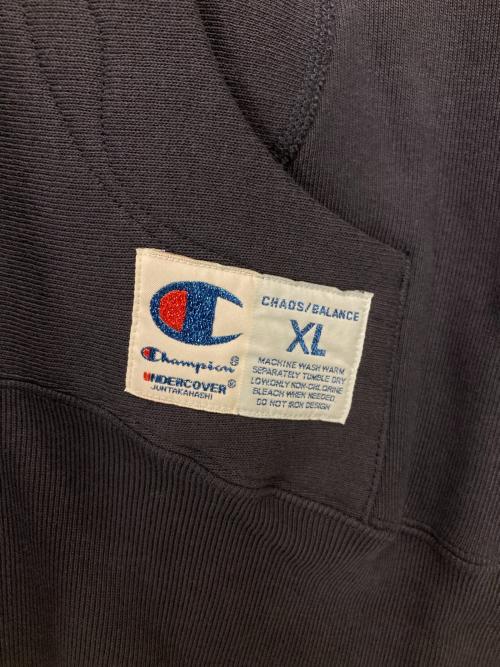 Champion®
UNDERCOVER®
JUNTAKAHASHI
CHAOS/BALANCE
XL
MACHINE WASH WARM
SEPARATELY TUMBLE DRY
LOW.ONLY NON-CHLORINE
BLEACH WHEN NEEDED
DO NOT IRON DESIGN